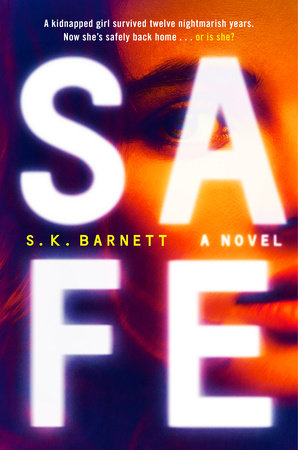 A kidnapped girl survived twelve nightmarish years.
Now she's safely back home . . . or is she?
SA
S. K. BARNETT A NOVEL
FE